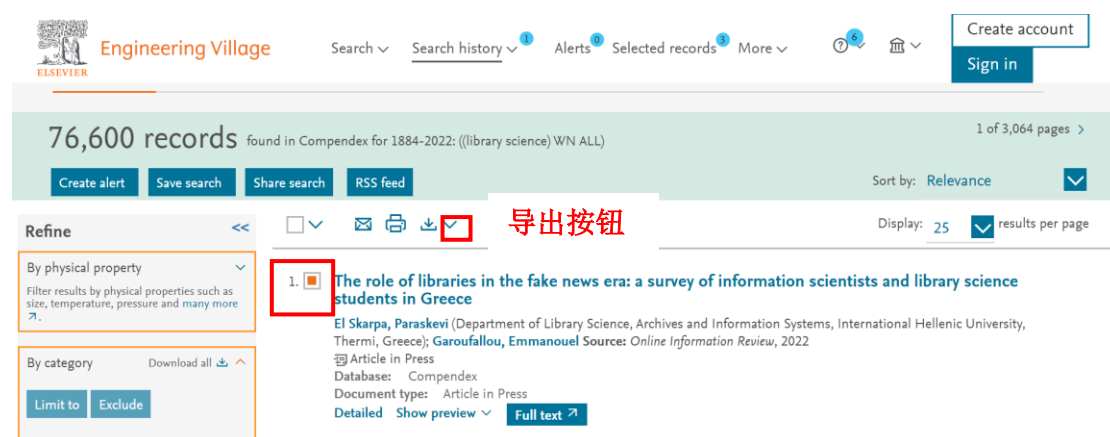 Engineering Village
ELSEVIER
Search
Search history 1
Alerts 0
Selected records 3
More
? 6
Create account
Sign in
76,600 records found in Compendex for 1884-2022: ((library science) WN ALL)
1 of 3,064 pages >
Create alert
Save search
Share search
RSS feed
Sort by: Relevance
Refine
<<
导出按钮
Display: 25 results per page
By physical property
Filter results by physical properties such as
size, temperature, pressure and many more
.
By category
Download all
Limit to
Exclude
1. The role of libraries in the fake news era: a survey of information scientists and library science
students in Greece
El Skarpa, Paraskevi (Department of Library Science, Archives and Information Systems, International Hellenic University,
Thermi, Greece); Garoufallou, Emmanouel Source: Online Information Review, 2022
Article in Press
Database: Compendex
Document type: Article in Press
Detailed Show preview Full text